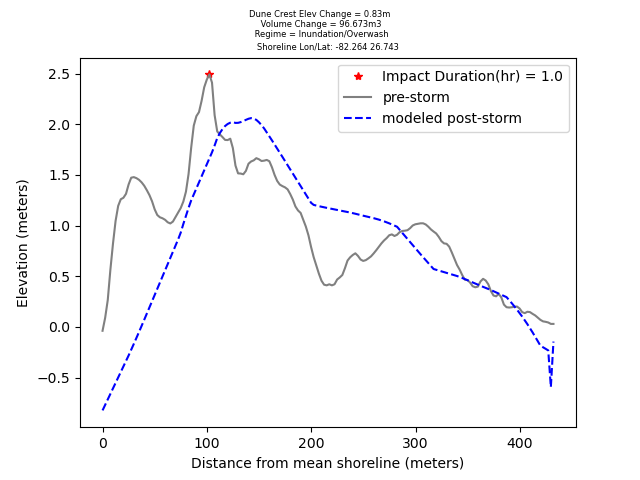 Dune Crest Elev Change = 0.83m
Volume Change = 96.673m3
Regime = Inundation/Overwash
Shoreline Lon/Lat: -82.264 26.743
Impact Duration(hr) = 1.0
pre-storm
modeled post-storm
Elevation (meters)
2.5
2.0
1.5
1.0
0.5
0.0
−0.5
0 100 200 300 400
Distance from mean shoreline (meters)